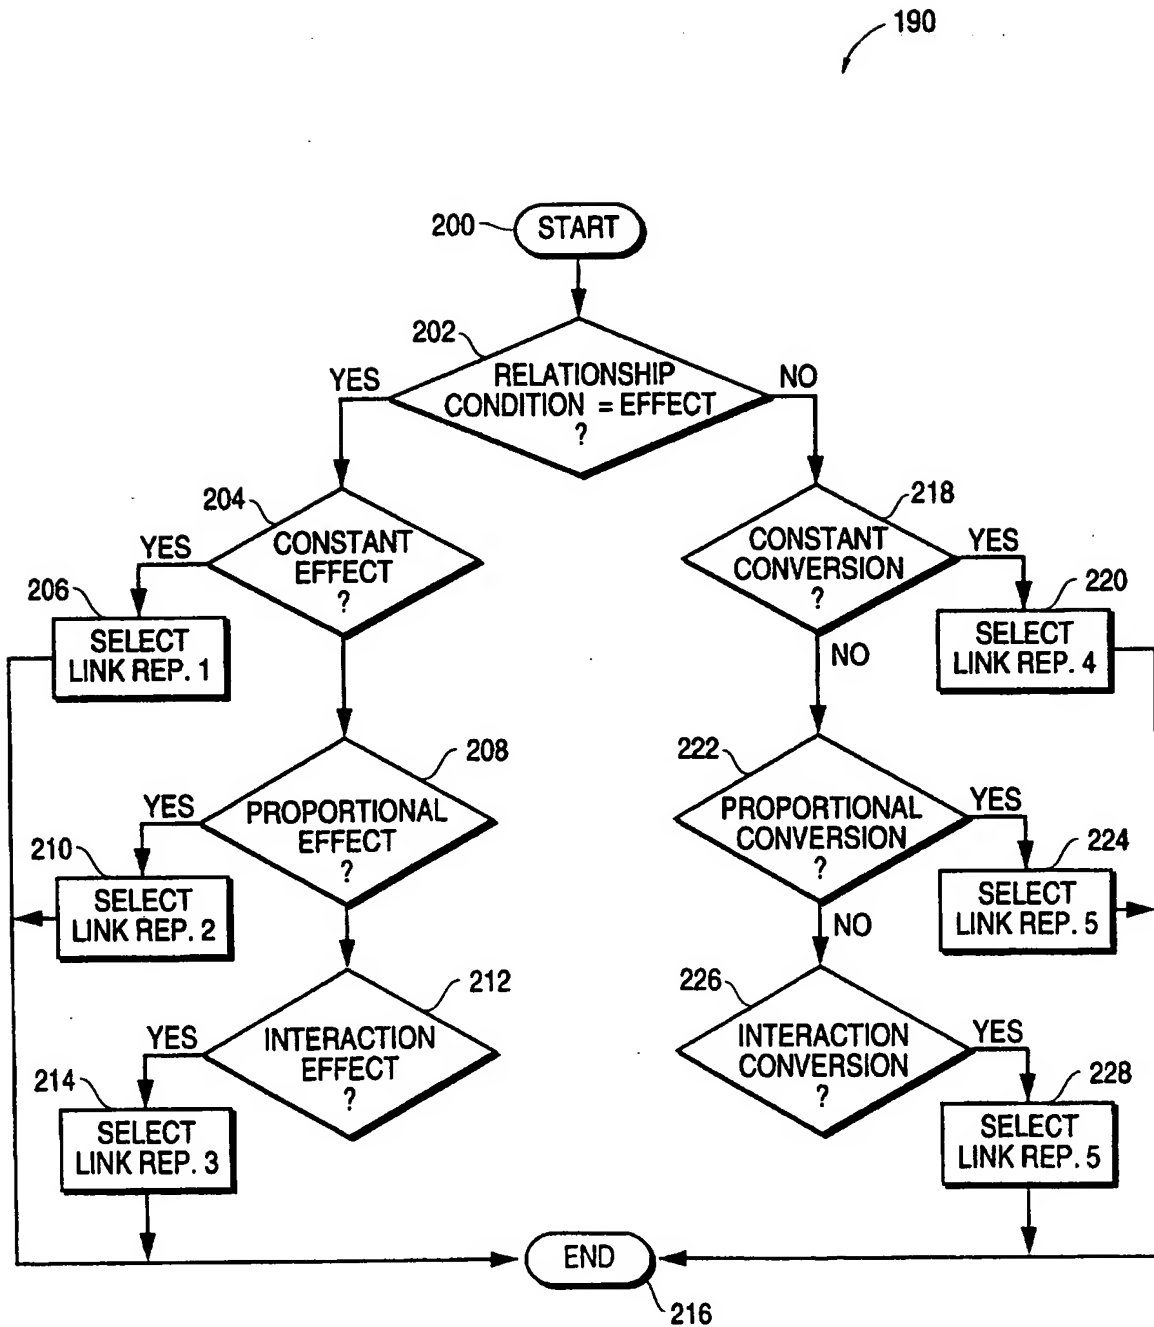 190
200
START
202
YES
RELATIONSHIP
CONDITION = EFFECT
?
NO
204
CONSTANT
EFFECT
?
YES
218
CONSTANT
CONVERSION
?
YES
206
SELECT
LINK REP. 1
220
SELECT
LINK REP. 4
NO
208
PROPORTIONAL
EFFECT
?
YES
222
PROPORTIONAL
CONVERSION
?
YES
210
SELECT
LINK REP. 2
224
SELECT
LINK REP. 5
NO
212
INTERACTION
EFFECT
?
YES
226
INTERACTION
CONVERSION
?
YES
214
SELECT
LINK REP. 3
228
SELECT
LINK REP. 5
END
216